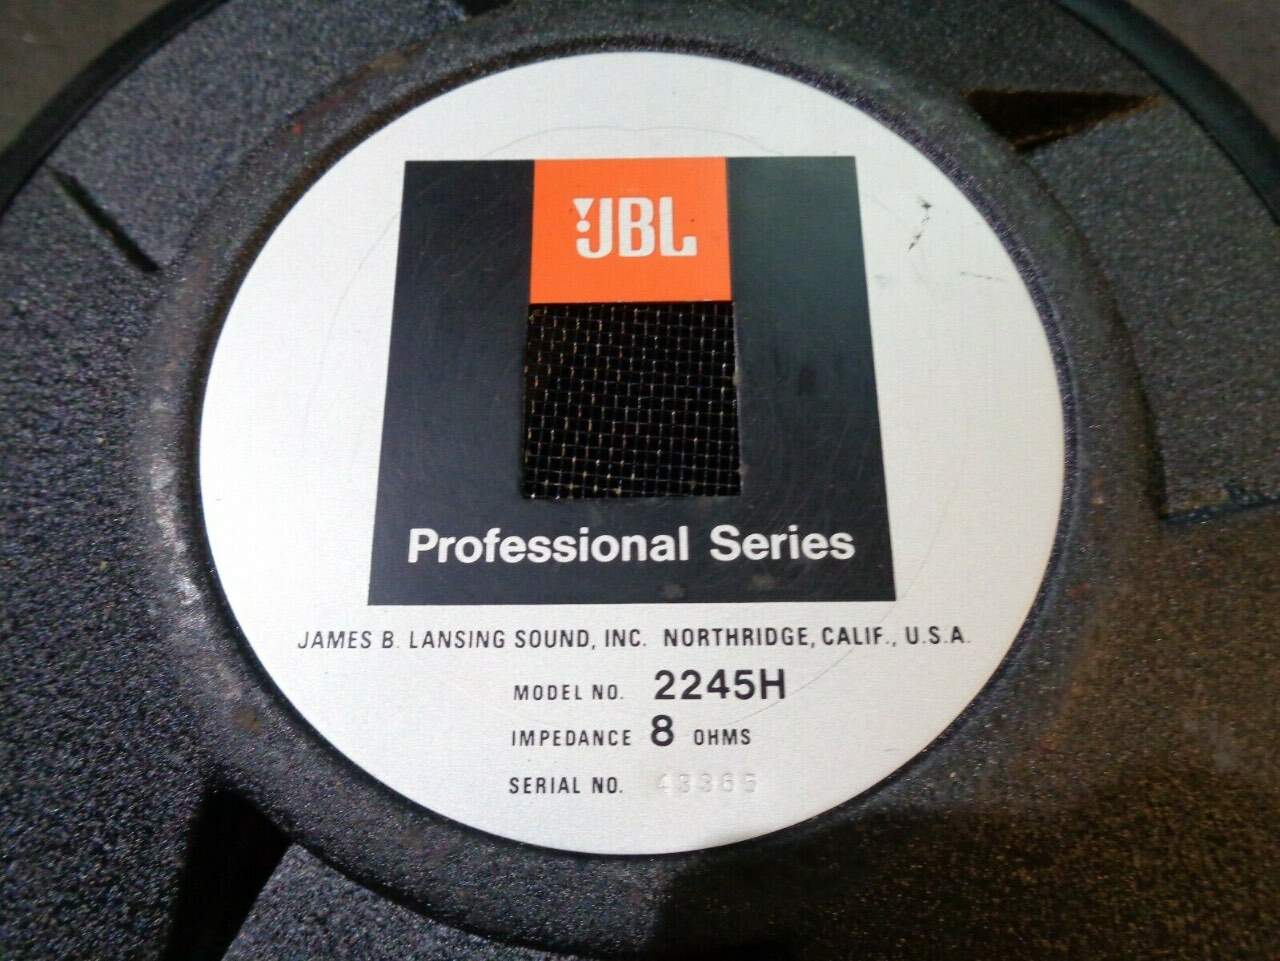 JBL
Professional Series
JAMES B. LANSING SOUND, INC. NORTHRIDGE, CALIF., U.S.A.
MODEL NO. 2245H
IMPEDANCE 8 OHMS
SERIAL NO.